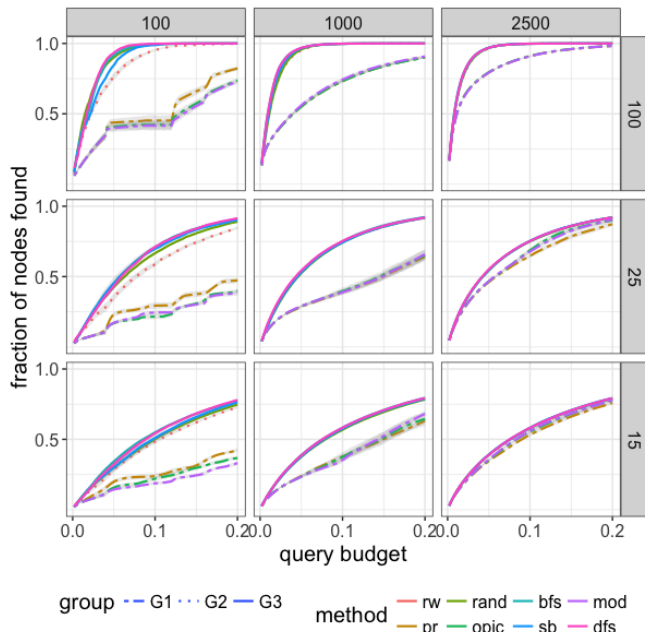 100 1000 2500
1.0
0.5
100
fraction of nodes found
1.0
0.5
25
1.0
0.5
15
0.0 0.1 0.2 0.0 0.1 0.2 0.0 0.1 0.2
query budget
group G1 G2 G3
method rw rand bfs mod
pr opic sb dfs